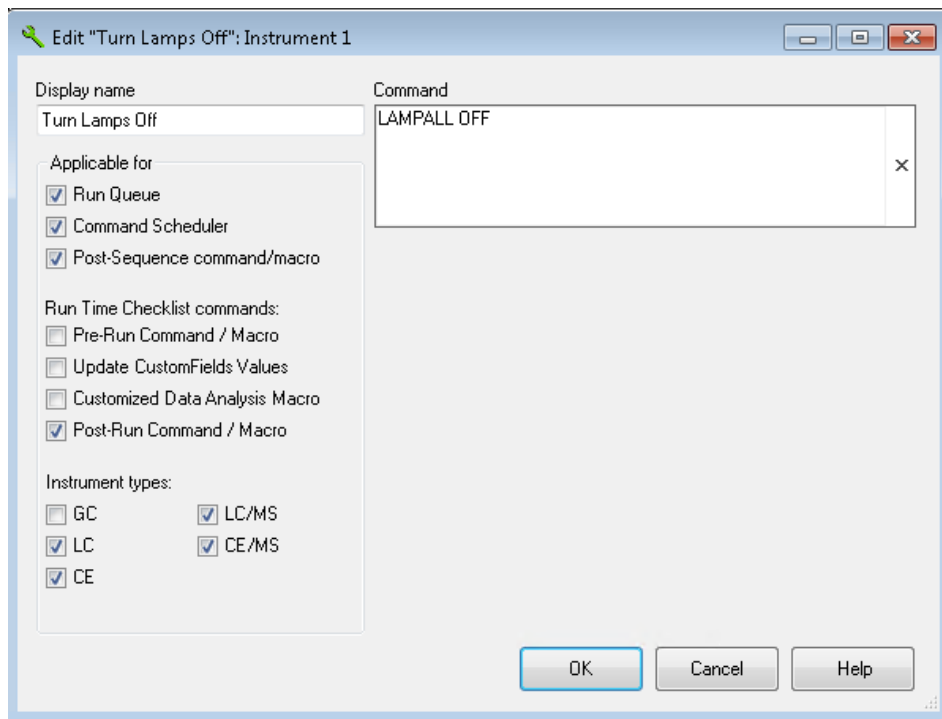 Edit "Turn Lamps Off": Instrument 1
Display name
Turn Lamps Off
Command
LAMPALL OFF
Applicable for
Run Queue
Command Scheduler
Post-Sequence command/macro
Run Time Checklist commands:
Pre-Run Command / Macro
Update CustomFields Values
Customized Data Analysis Macro
Post-Run Command / Macro
Instrument types:
GC LC/MS
LC CE/MS
CE
OK Cancel Help